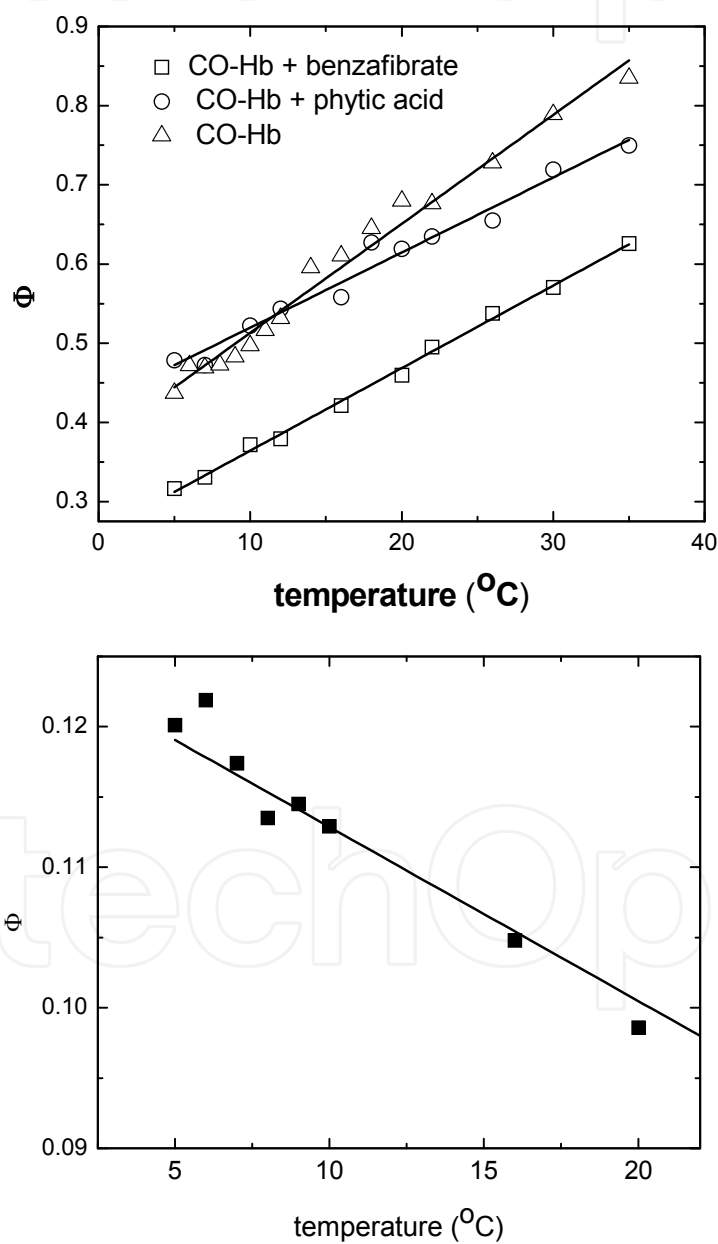 0.9
□ CO-Hb + benzafibrate
○ CO-Hb + phytic acid
△ CO-Hb
0.8
0.7
0.6
Φ
0.5
0.4
0.3
0 10 20 30 40
temperature (°C)
0.12
0.11
techOp
Φ
0.10
0.09
5 10 15 20
temperature (°C)